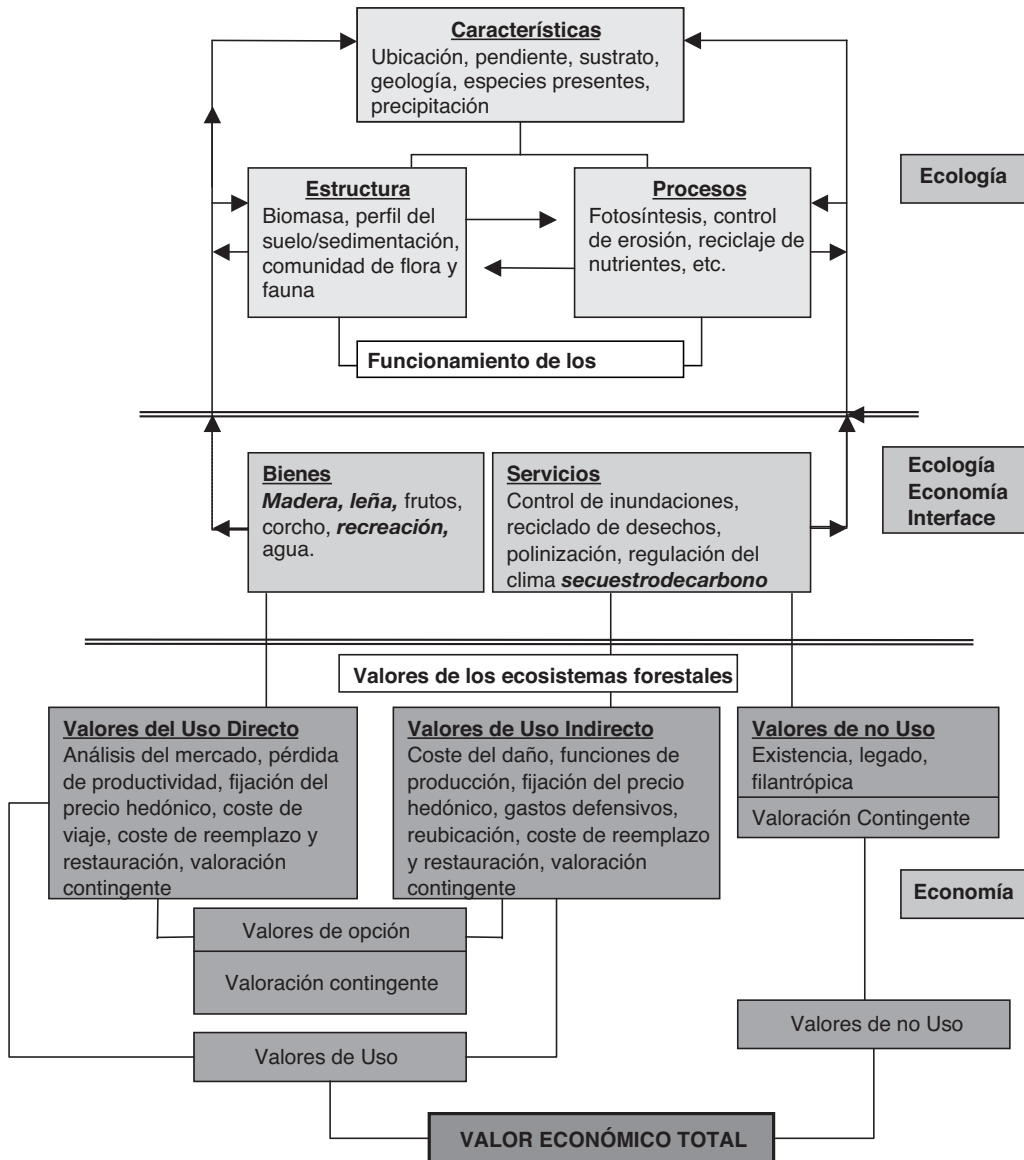 Características
Ubicación, pendiente, sustrato,
geología, especies presentes,
precipitación
Ecología
Estructura
Biomasa, perfil del
suelo/sedimentación,
comunidad de flora y
fauna
Procesos
Fotosíntesis, control
de erosión, reciclaje de
nutrientes, etc.
Funcionamiento de los
Bienes
Madera, leña, frutos,
corcho, recreación,
agua.
Servicios
Control de inundaciones,
reciclado de desechos,
polinización, regulación del
clima secuestrodecarbono
Ecología
Economía
Interface
Valores de los ecosistemas forestales
Valores del Uso Directo
Análisis del mercado, pérdida
de productividad, fijación del
precio hedónico, coste de
viaje, coste de reemplazo y
restauración, valoración
contingente
Valores de Uso Indirecto
Coste del daño, funciones de
producción, fijación del precio
hedónico, gastos defensivos,
reubicación, coste de reemplazo
y restauración, valoración
contingente
Valores de no Uso
Existencia, legado,
filantrópica
Valoración Contingente
Economía
Valores de opción
Valoración contingente
Valores de no Uso
Valores de Uso
VALOR ECONÓMICO TOTAL